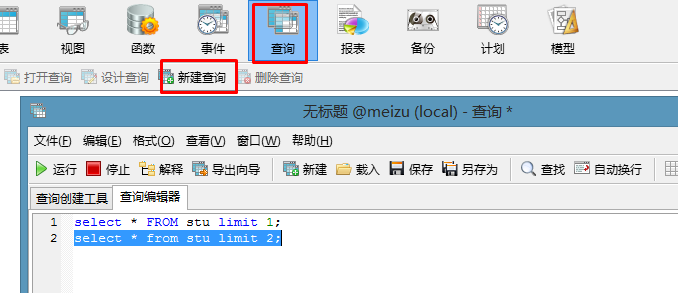 表 视图 函数 事件 查询 报表 备份 计划 模型
打开查询 设计查询 新建查询 删除查询
无标题 @meizu (local) - 查询 *
文件(F) 编辑(E) 格式(O) 查看(V) 窗口(W) 帮助(H)
运行 停止 解释 导出向导 新建 载入 保存 另存为 查找 自动换行
查询创建工具 查询编辑器
1 select * FROM stu limit 1;
2 select * from stu limit 2;